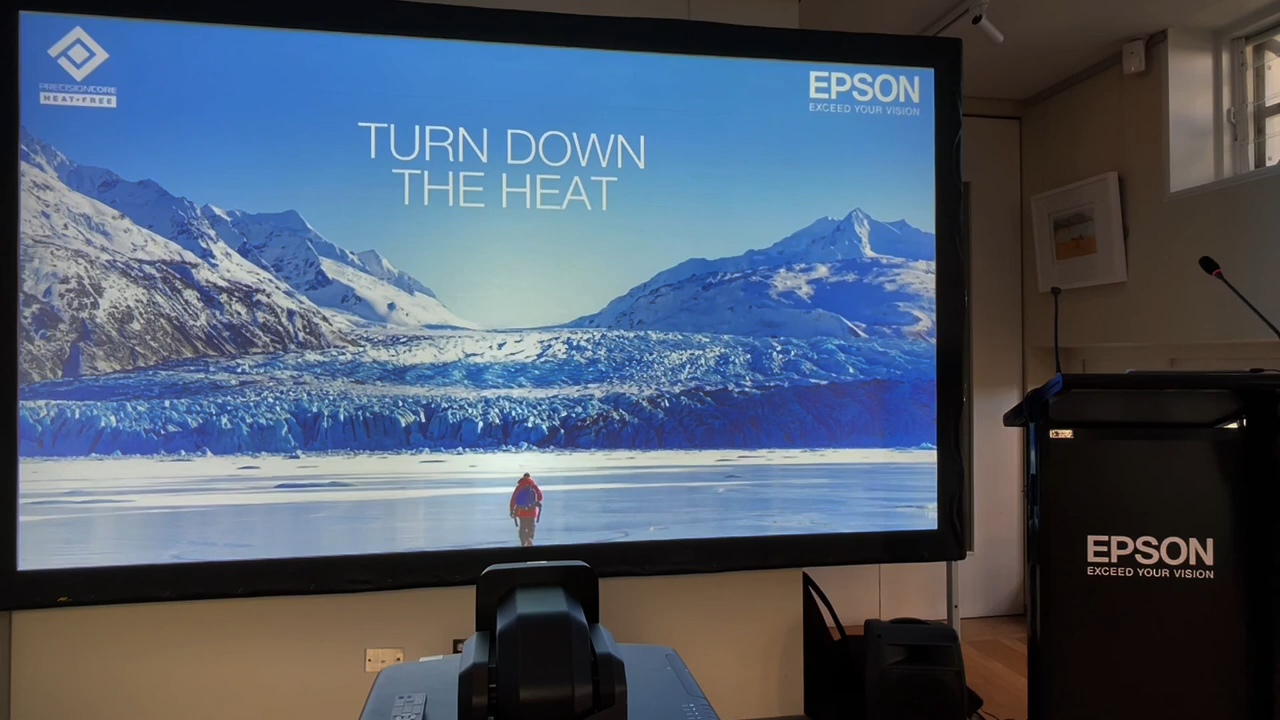 PRECISIONCORE
HEAT-FREE
EPSON
EXCEED YOUR VISION
TURN DOWN
THE HEAT
EPSON
EXCEED YOUR VISION